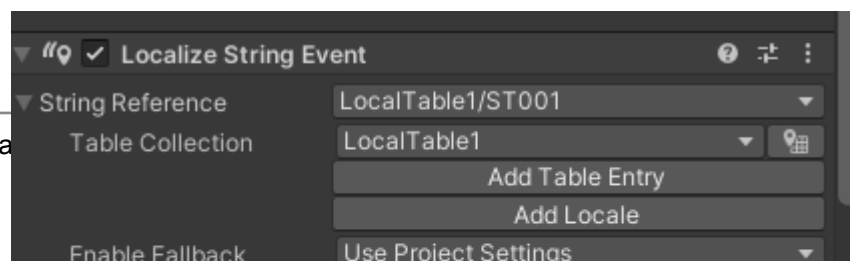 Localize String Event
String Reference LocalTable1/ST001
a Table Collection LocalTable1
Add Table Entry
Add Locale
Enable Fallback Use Project Settings